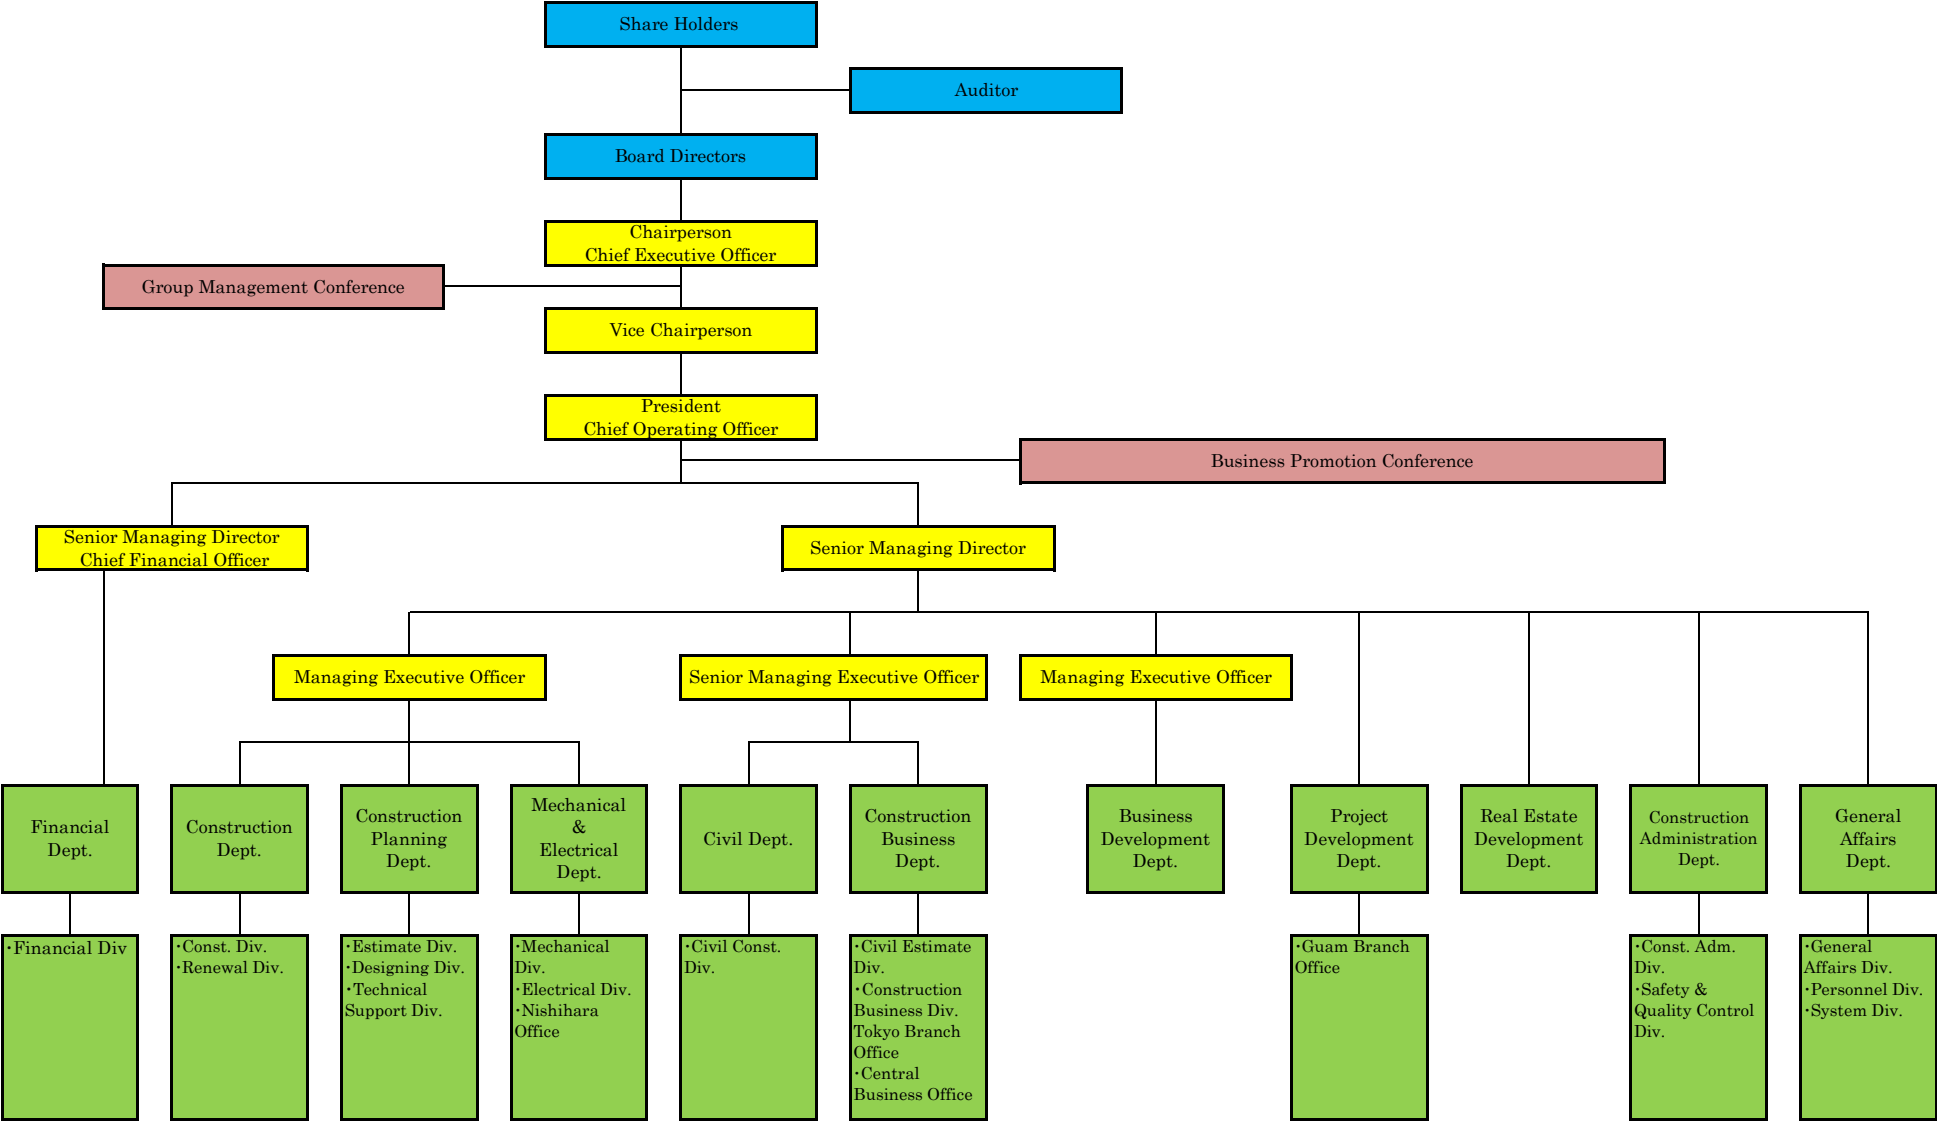 Share Holders
Auditor
Board Directors
Chairperson
Chief Executive Officer
Group Management Conference
Vice Chairperson
President
Chief Operating Officer
Business Promotion Conference
Senior Managing Director
Chief Financial Officer
Senior Managing Director
Managing Executive Officer
Senior Managing Executive Officer
Managing Executive Officer
Financial
Dept.
Construction
Dept.
Construction
Planning
Dept.
Mechanical
&
Electrical
Dept.
Civil Dept.
Construction
Business
Dept.
Business
Development
Dept.
Project
Development
Dept.
Real Estate
Development
Dept.
Construction
Administration
Dept.
General
Affairs
Dept.
・Financial Div
・Const. Div.
・Renewal Div.
・Estimate Div.
・Designing Div.
・Technical
Support Div.
・Mechanical
Div.
・Electrical Div.
・Nishihara
Office
・Civil Const.
Div.
・Civil Estimate
Div.
・Construction
Business Div.
Tokyo Branch
Office
・Central
Business Office
・Guam Branch
Office
・Const. Adm.
Div.
・Safety &
Quality Control
Div.
・General
Affairs Div.
・Personnel Div.
・System Div.